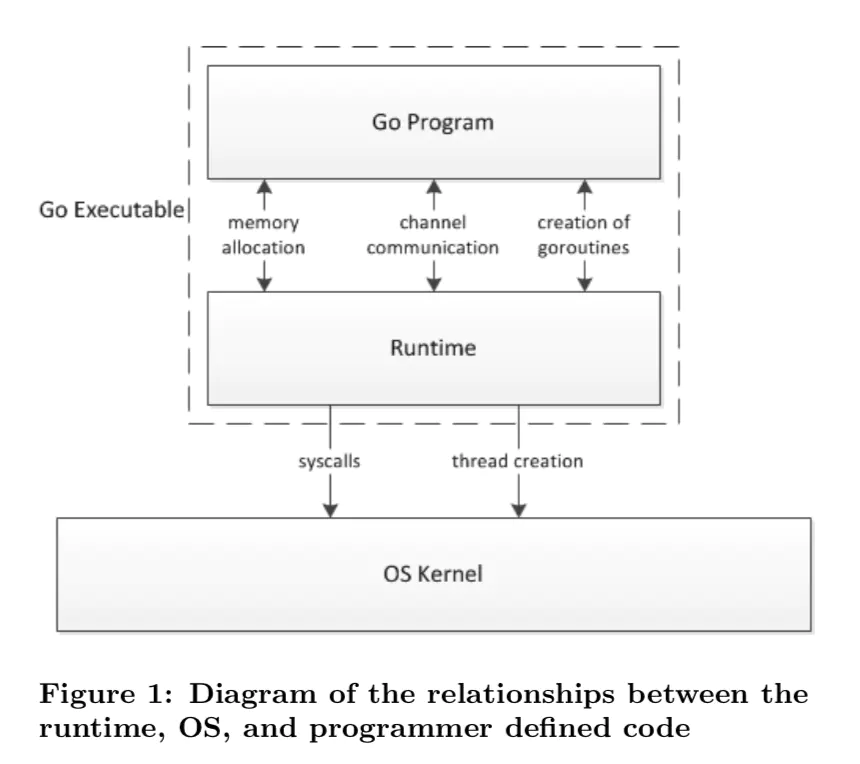 Go Program
Go Executable
memory
allocation
channel
communication
creation of
goroutines
Runtime
syscalls
thread creation
OS Kernel
Figure 1: Diagram of the relationships between the
runtime, OS, and programmer defined code